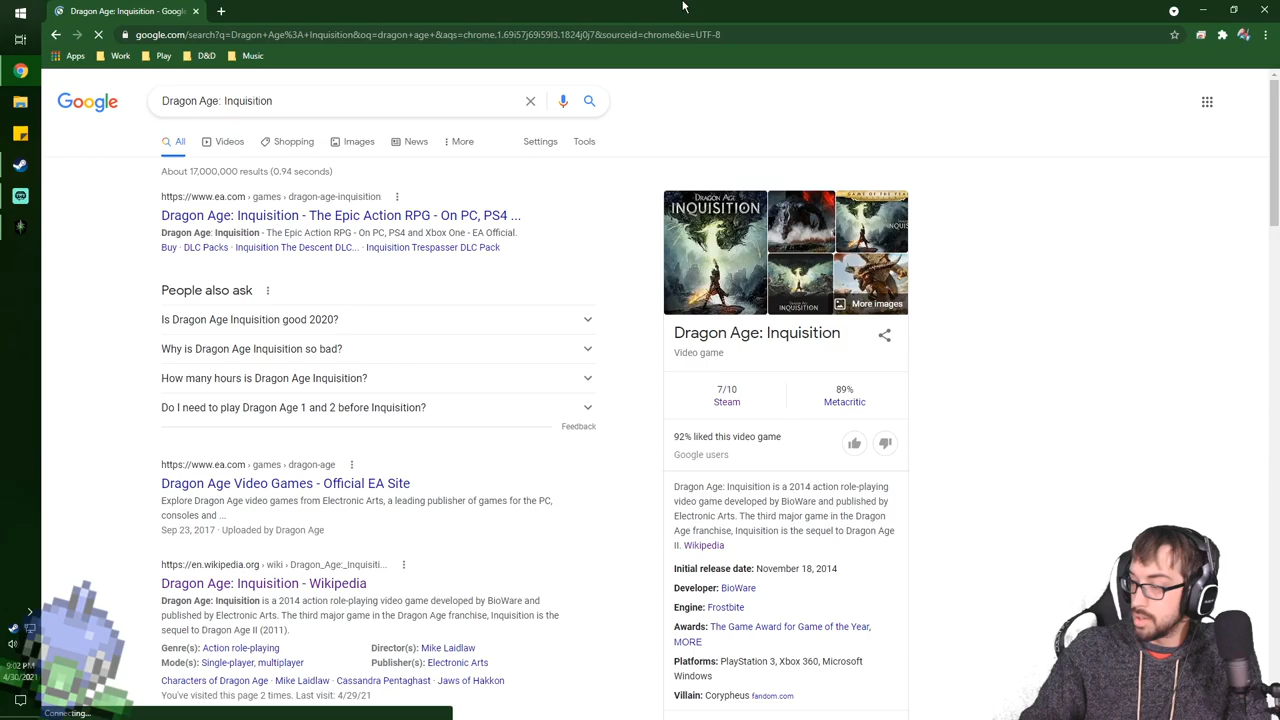 Dragon Age: Inquisition - Google
google.com/search?q=Dragon+Age%3A+Inquisition&oq=dragon+age+&aqs=chrome.1.69i57j69i59l3.1824j0j7&sourceid=chrome&ie=UTF-8
Apps Work Play D&D Music
Google
Dragon Age: Inquisition
All Videos Shopping Images News More Settings Tools
About 17,000,000 results (0.94 seconds)
https://www.ea.com › games › dragon-age-inquisition
Dragon Age: Inquisition - The Epic Action RPG - On PC, PS4 ...
Dragon Age: Inquisition - The Epic Action RPG - On PC, PS4 and Xbox One - EA Official.
Buy · DLC Packs · Inquisition The Descent DLC... · Inquisition Trespasser DLC Pack
People also ask
Is Dragon Age Inquisition good 2020?
Why is Dragon Age Inquisition so bad?
How many hours is Dragon Age Inquisition?
Do I need to play Dragon Age 1 and 2 before Inquisition?
Feedback
https://www.ea.com › games › dragon-age
Dragon Age Video Games - Official EA Site
Explore Dragon Age video games from Electronic Arts, a leading publisher of games for the PC,
consoles and ...
Sep 23, 2017 · Uploaded by Dragon Age
https://en.wikipedia.org › wiki › Dragon_Age:_Inquisiti...
Dragon Age: Inquisition - Wikipedia
Dragon Age: Inquisition is a 2014 action role-playing video game developed by BioWare and
published by Electronic Arts. The third major game in the Dragon Age franchise, Inquisition is the
sequel to Dragon Age II (2011).
Genre(s): Action role-playing Director(s): Mike Laidlaw
Mode(s): Single-player, multiplayer Publisher(s): Electronic Arts
Characters of Dragon Age · Mike Laidlaw · Cassandra Pentaghast · Jaws of Hakkon
You've visited this page 2 times. Last visit: 4/29/21
DRAGON AGE
INQUISITION
GAME OF THE YEAR
INQUISITION
More images
Dragon Age: Inquisition
Video game
7/10 89%
Steam Metacritic
92% liked this video game
Google users
Dragon Age: Inquisition is a 2014 action role-playing
video game developed by BioWare and published by
Electronic Arts. The third major game in the Dragon
Age franchise, Inquisition is the sequel to Dragon Age
II. Wikipedia
Initial release date: November 18, 2014
Developer: BioWare
Engine: Frostbite
Awards: The Game Award for Game of the Year,
MORE
Platforms: PlayStation 3, Xbox 360, Microsoft
Windows
Villain: Corypheus fandom.com
9:02 PM
4/30/2021
Connecting...